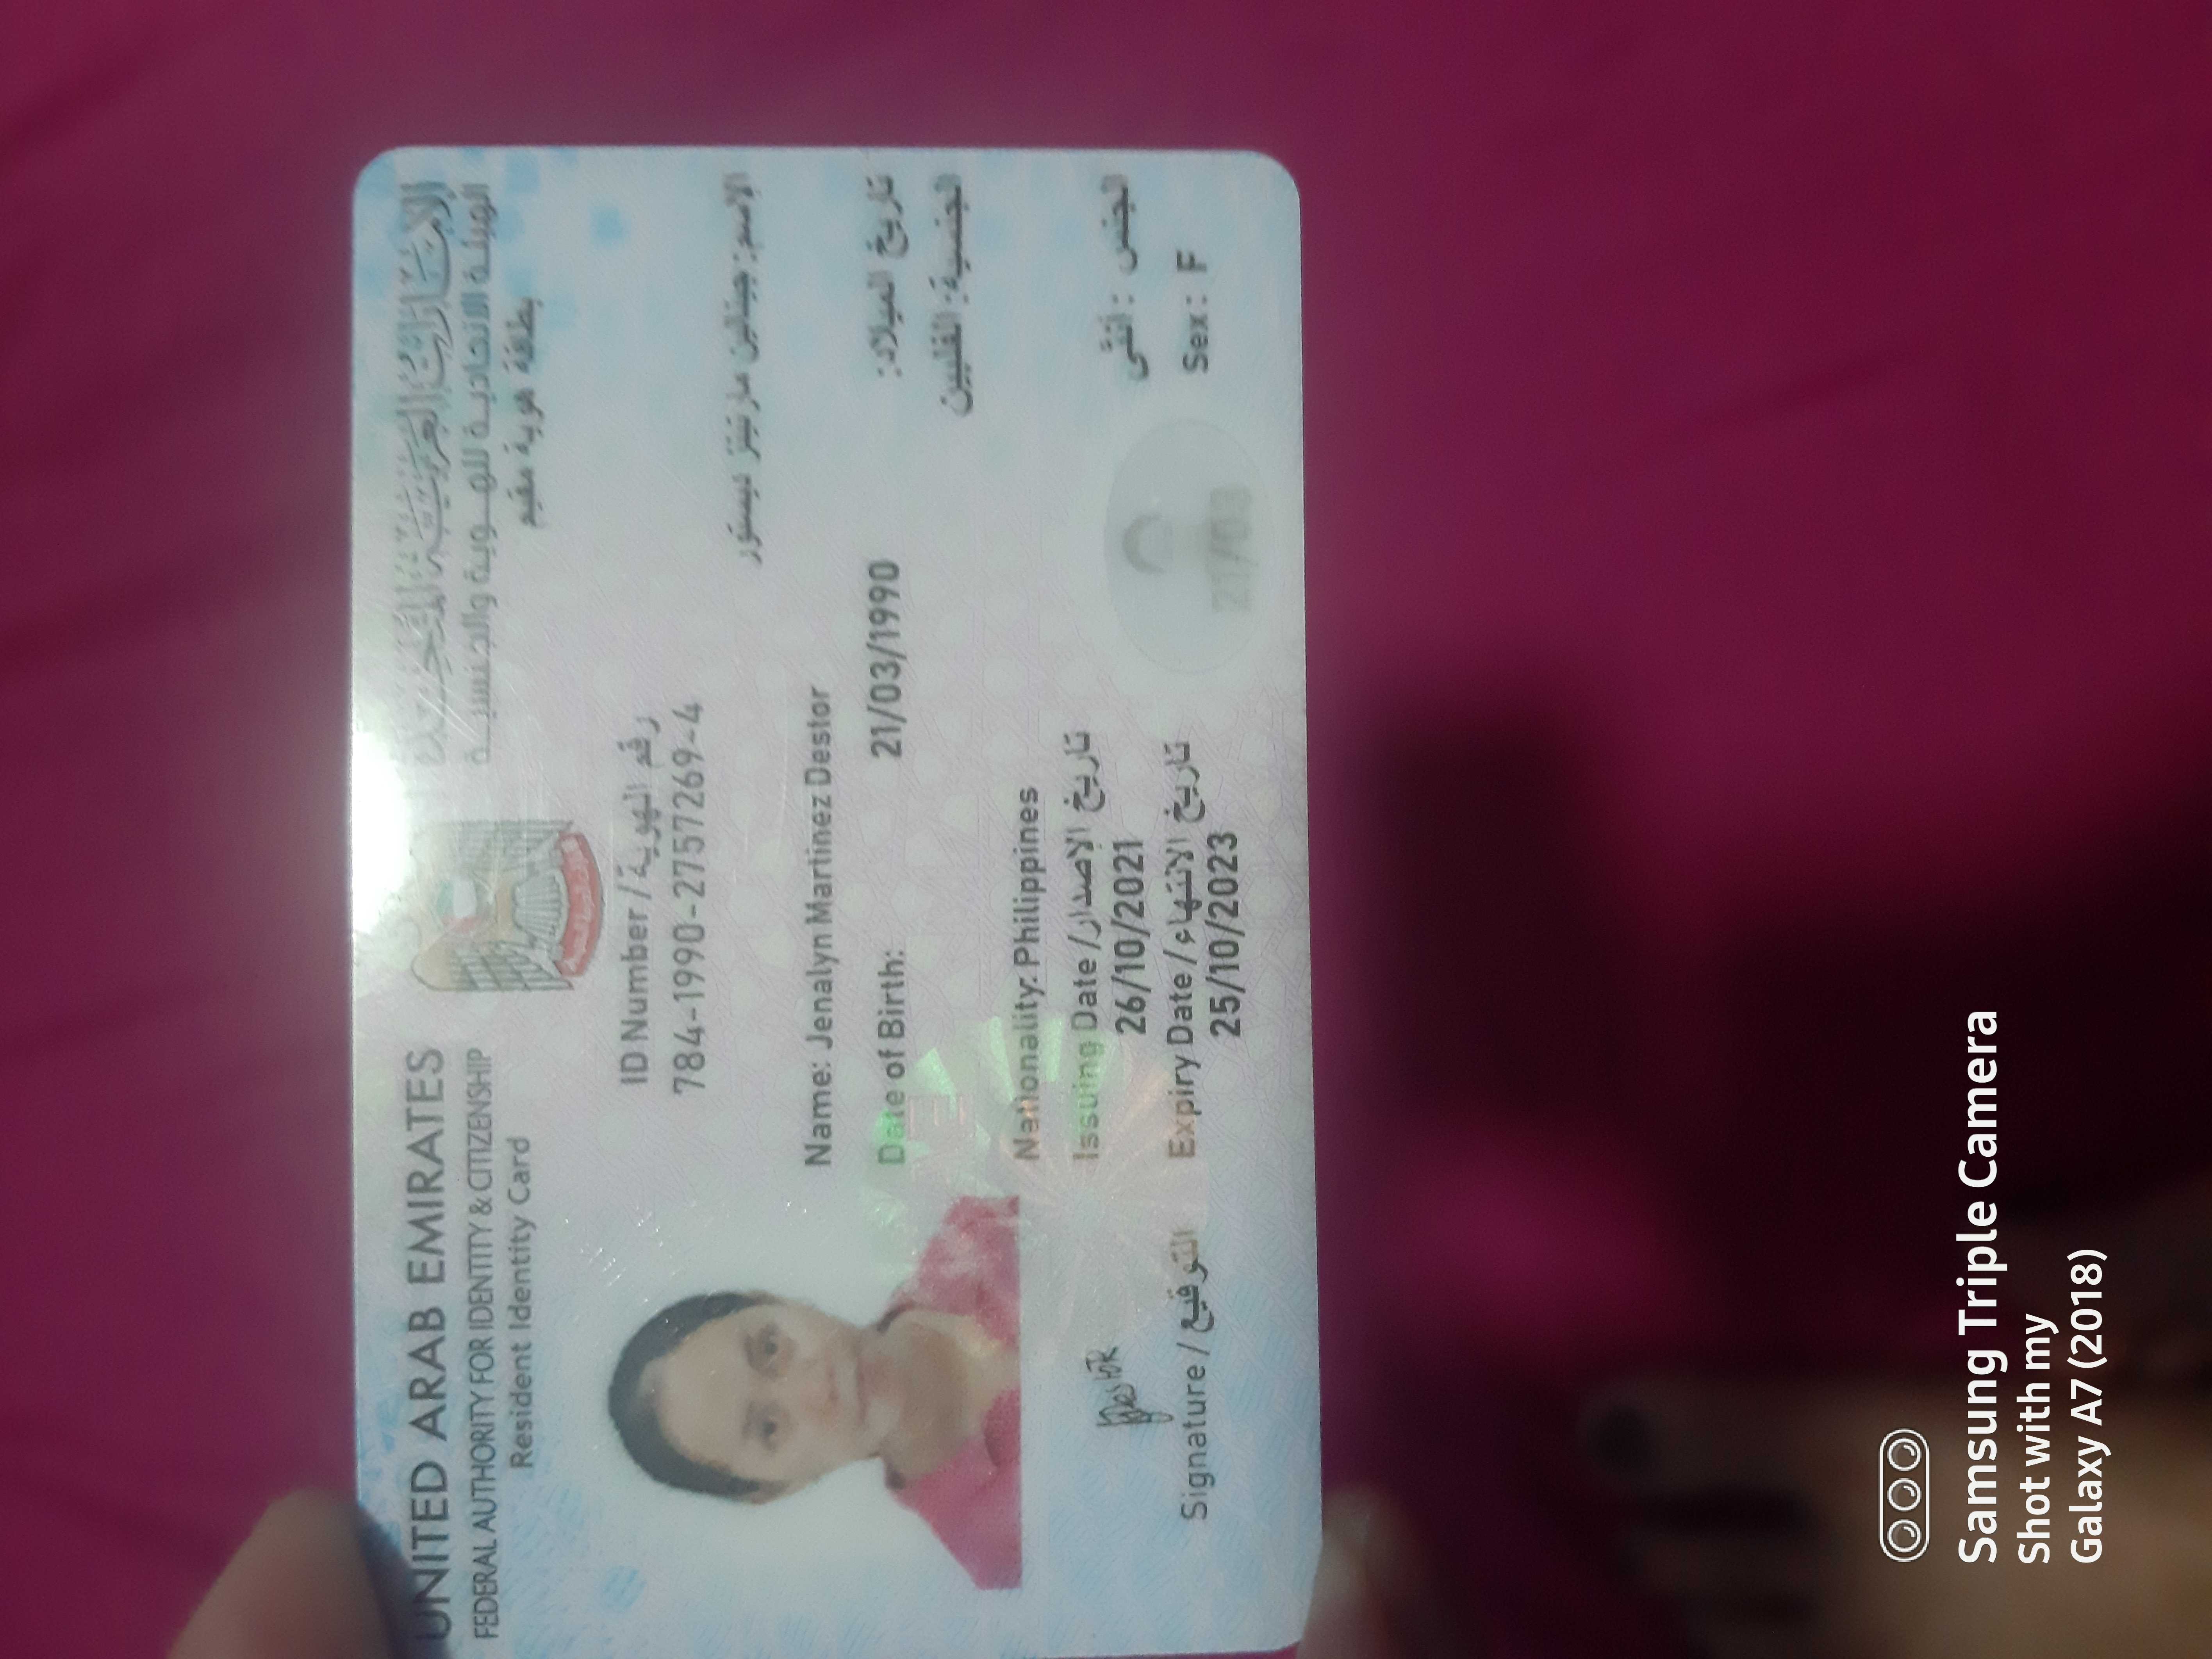 UNITED ARAB EMIRATES
FEDERAL AUTHORITY FOR IDENTITY & CITIZENSHIP
Resident Identity Card
الإمارات العربية المتحدة
الهيئة الاتحادية للهوية والجنسية
بطاقة هوية مقيم
ID Number / رقم الهوية
784-1990-2757269-4
الإسم: جينالين مارتينز ديستور
Name: Jenalyn Martinez Destor
Date of Birth: 21/03/1990 تاريخ الميلاد:
الجنسية: الفلبين
Nationality: Philippines
Issuing Date / تاريخ الإصدار
26/10/2021
Expiry Date / تاريخ الانتهاء
25/10/2023
الجنس : أنثى
Sex: F
21/03
Destor
Signature / التوقيع
Samsung Triple Camera
Shot with my
Galaxy A7 (2018)